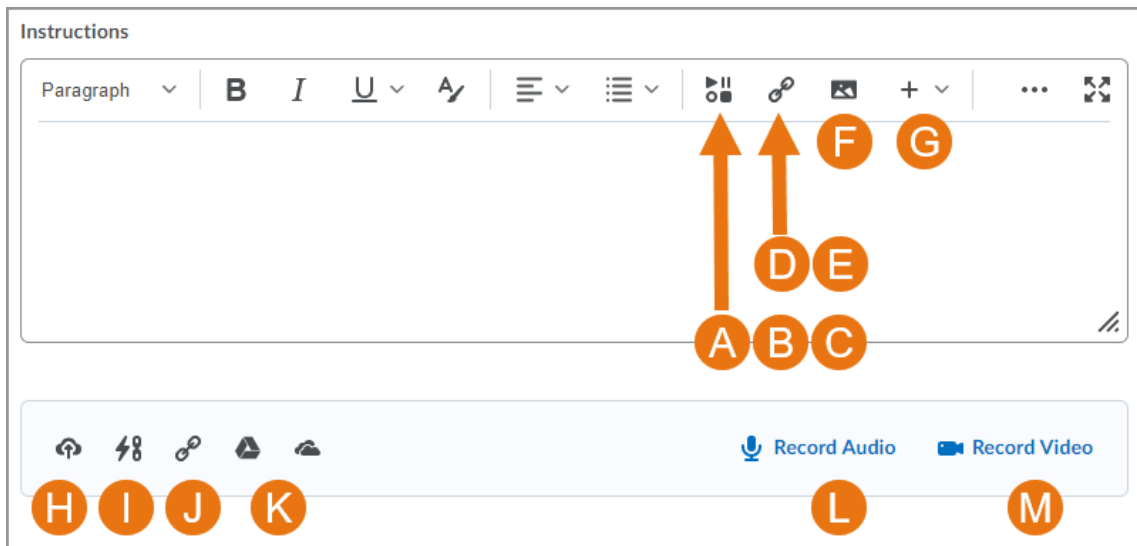 Instructions
Paragraph B I U A
F G
D E
A B C
Record Audio Record Video
H I J K L M